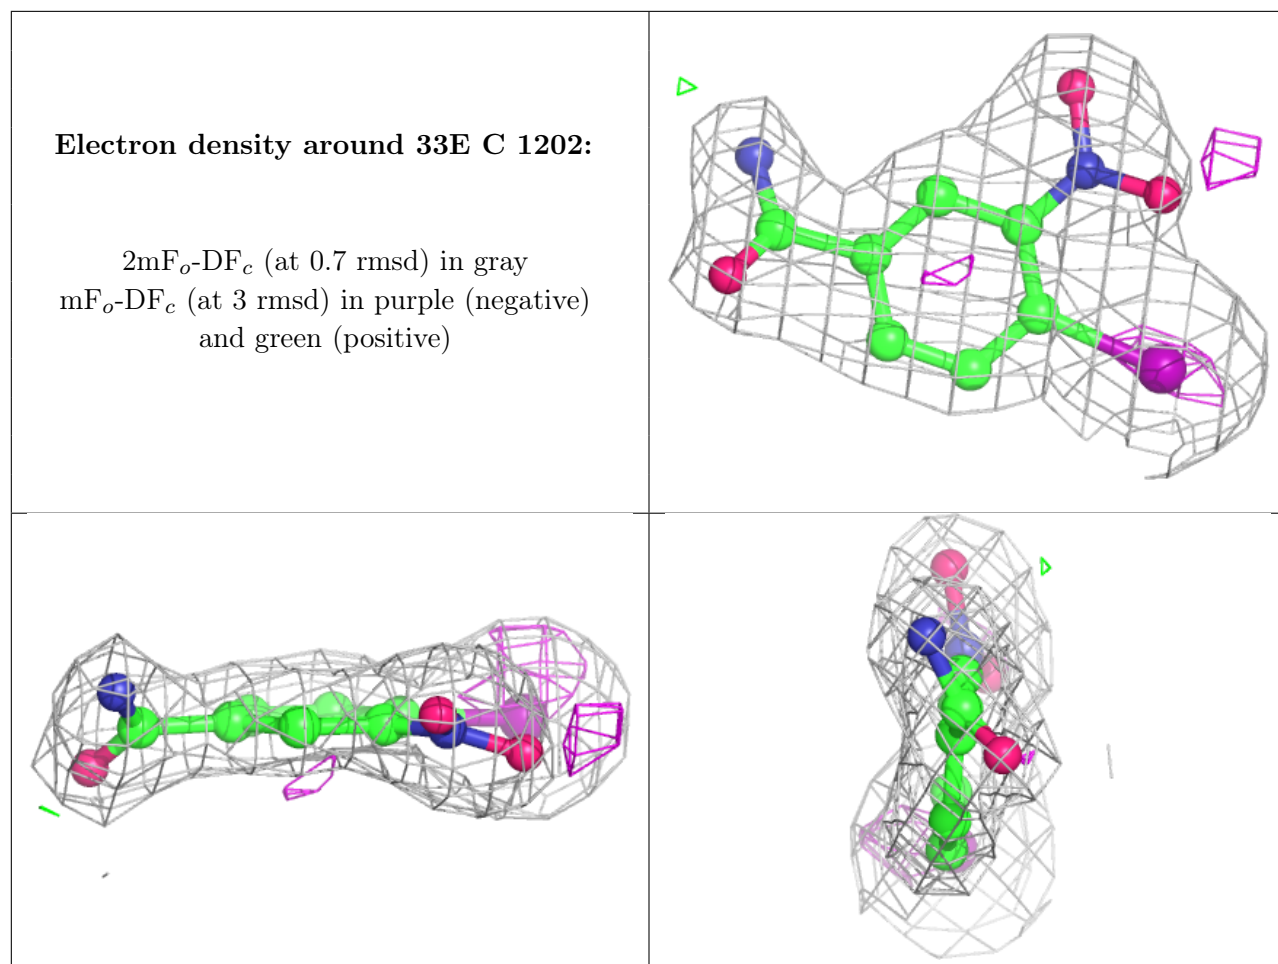 Electron density around 33E C 1202:
2mFo-DFc (at 0.7 rmsd) in gray
mFo-DFc (at 3 rmsd) in purple (negative)
and green (positive)